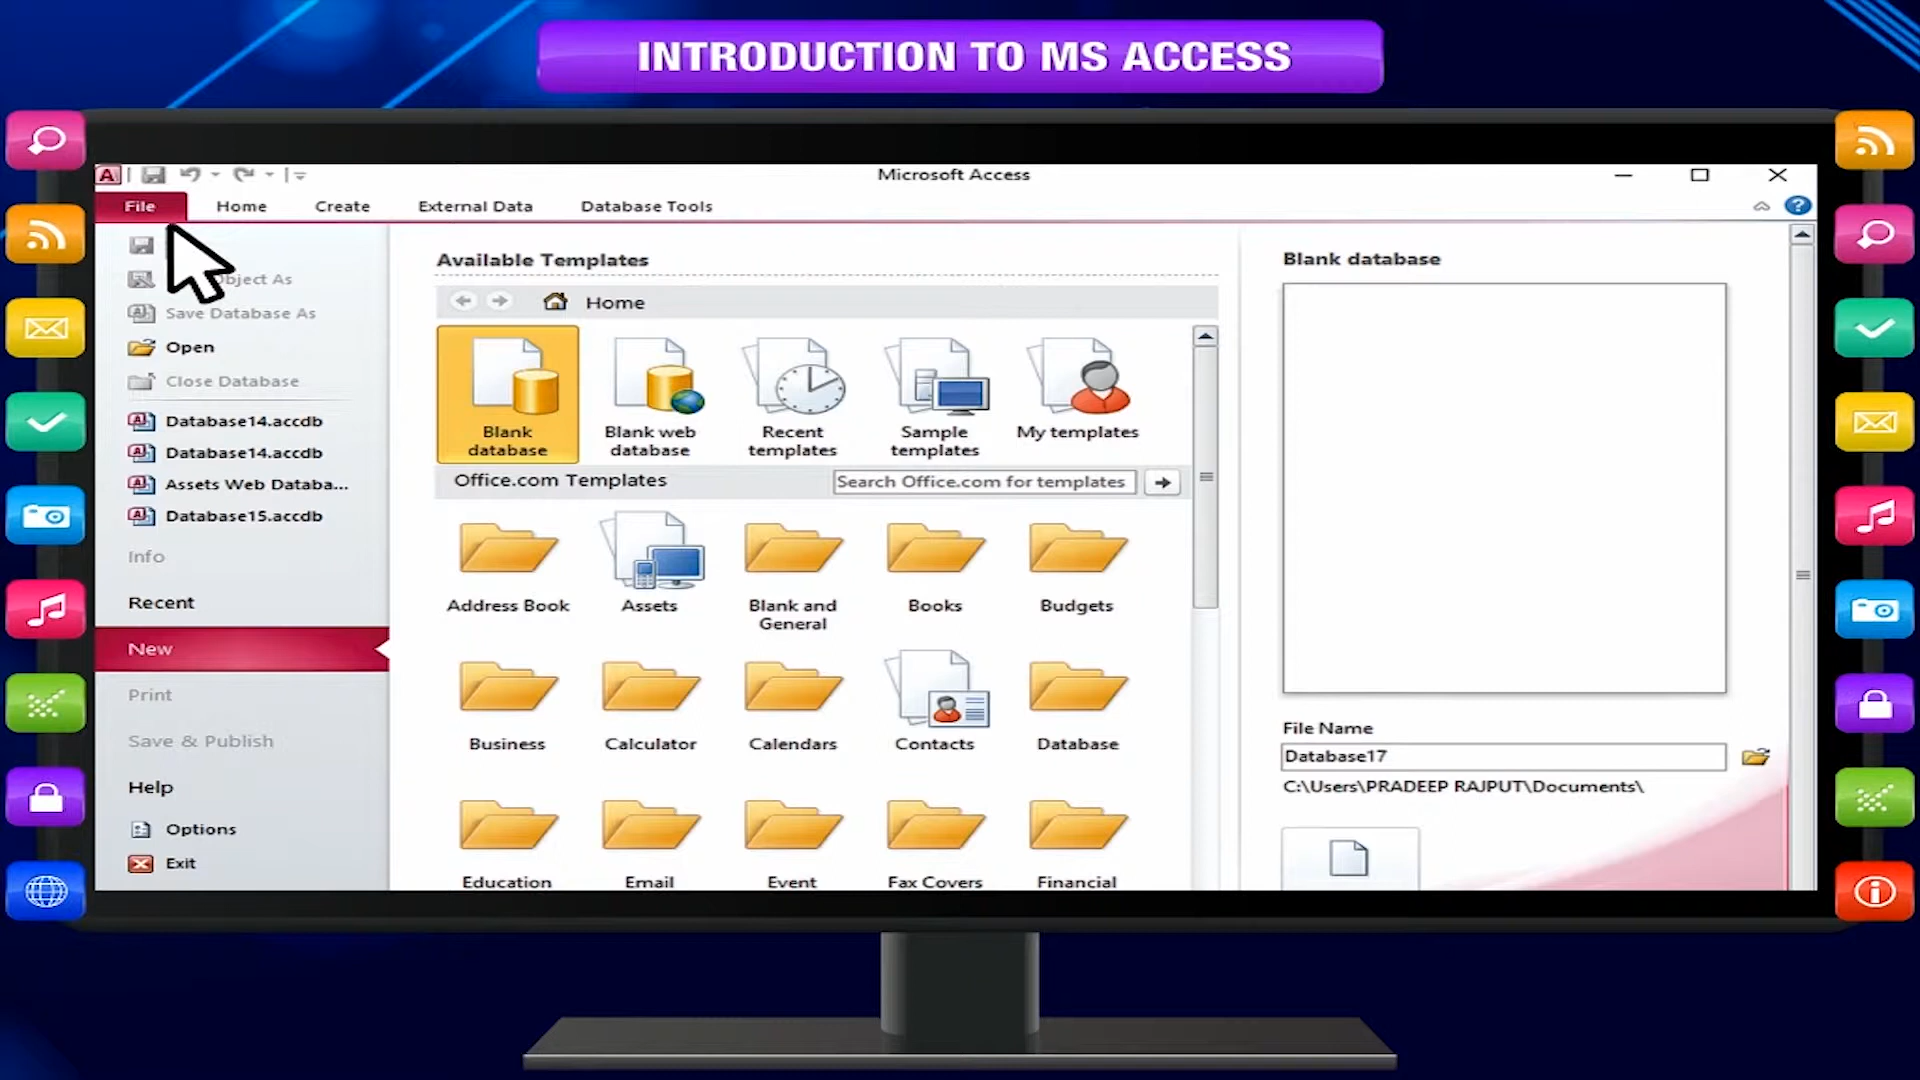 INTRODUCTION TO MS ACCESS
Microsoft Access
File Home Create External Data Database Tools
Object As
Save Database As
Open
Close Database
Database14.accdb
Database14.accdb
Assets Web Databa...
Database15.accdb
Info
Recent
New
Print
Save & Publish
Help
Options
Exit
Available Templates
Home
Blank database
Blank web database
Recent templates
Sample templates
My templates
Office.com Templates
Search Office.com for templates
Address Book
Assets
Blank and General
Books
Budgets
Business
Calculator
Calendars
Contacts
Database
Education
Email
Event
Fax Covers
Financial
Blank database
File Name
Database17
C:\Users\PRADEEP RAJPUT\Documents\